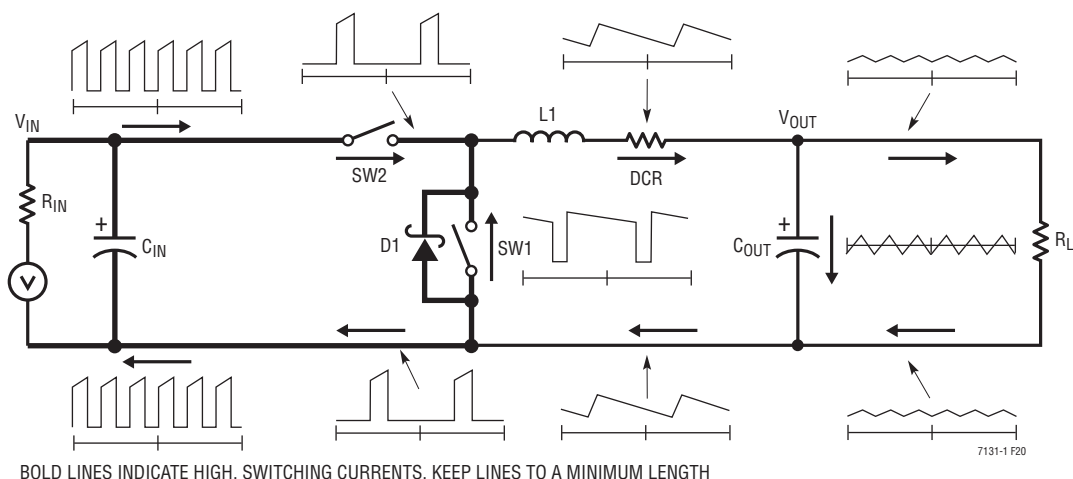 VIN
SW2
L1
DCR
VOUT
RIN
+
CIN
V
D1
SW1
+
COUT
RL
7131-1 F20
BOLD LINES INDICATE HIGH, SWITCHING CURRENTS. KEEP LINES TO A MINIMUM LENGTH